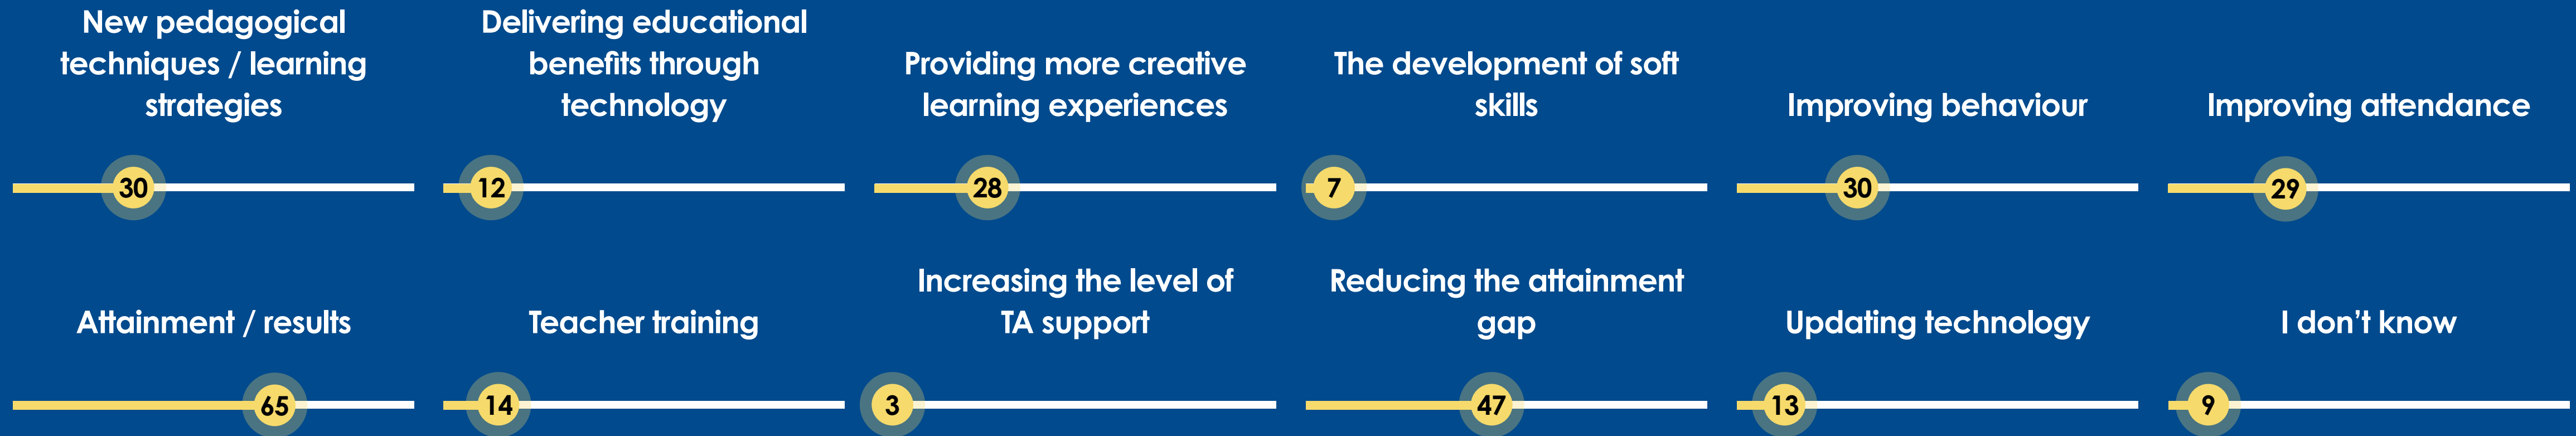 New pedagogical
techniques / learning
strategies
30
Delivering educational
benefits through
technology
12
Providing more creative
learning experiences
28
The development of soft
skills
7
Improving behaviour
30
Improving attendance
29
Attainment / results
65
Teacher training
14
Increasing the level of
TA support
3
Reducing the attainment
gap
47
Updating technology
13
I don’t know
9